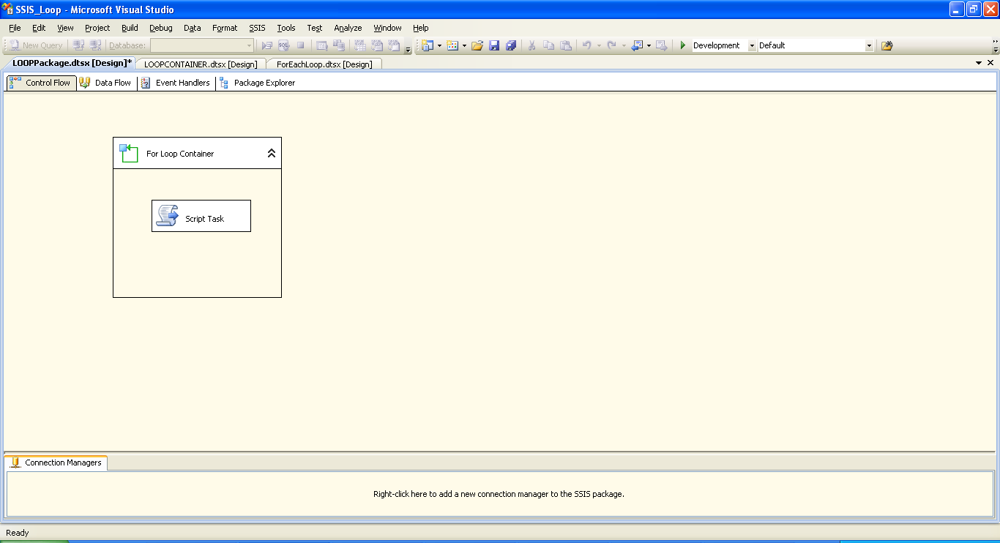 SSIS_Loop - Microsoft Visual Studio
File Edit View Project Build Debug Data Format SSIS Tools Test Analyze Window Help
New Query Database: Development Default
LOOPPackage.dtsx [Design]* LOOPCONTAINER.dtsx [Design] ForEachLoop.dtsx [Design]
Control Flow Data Flow Event Handlers Package Explorer
For Loop Container
Script Task
Connection Managers
Right-click here to add a new connection manager to the SSIS package.
Ready